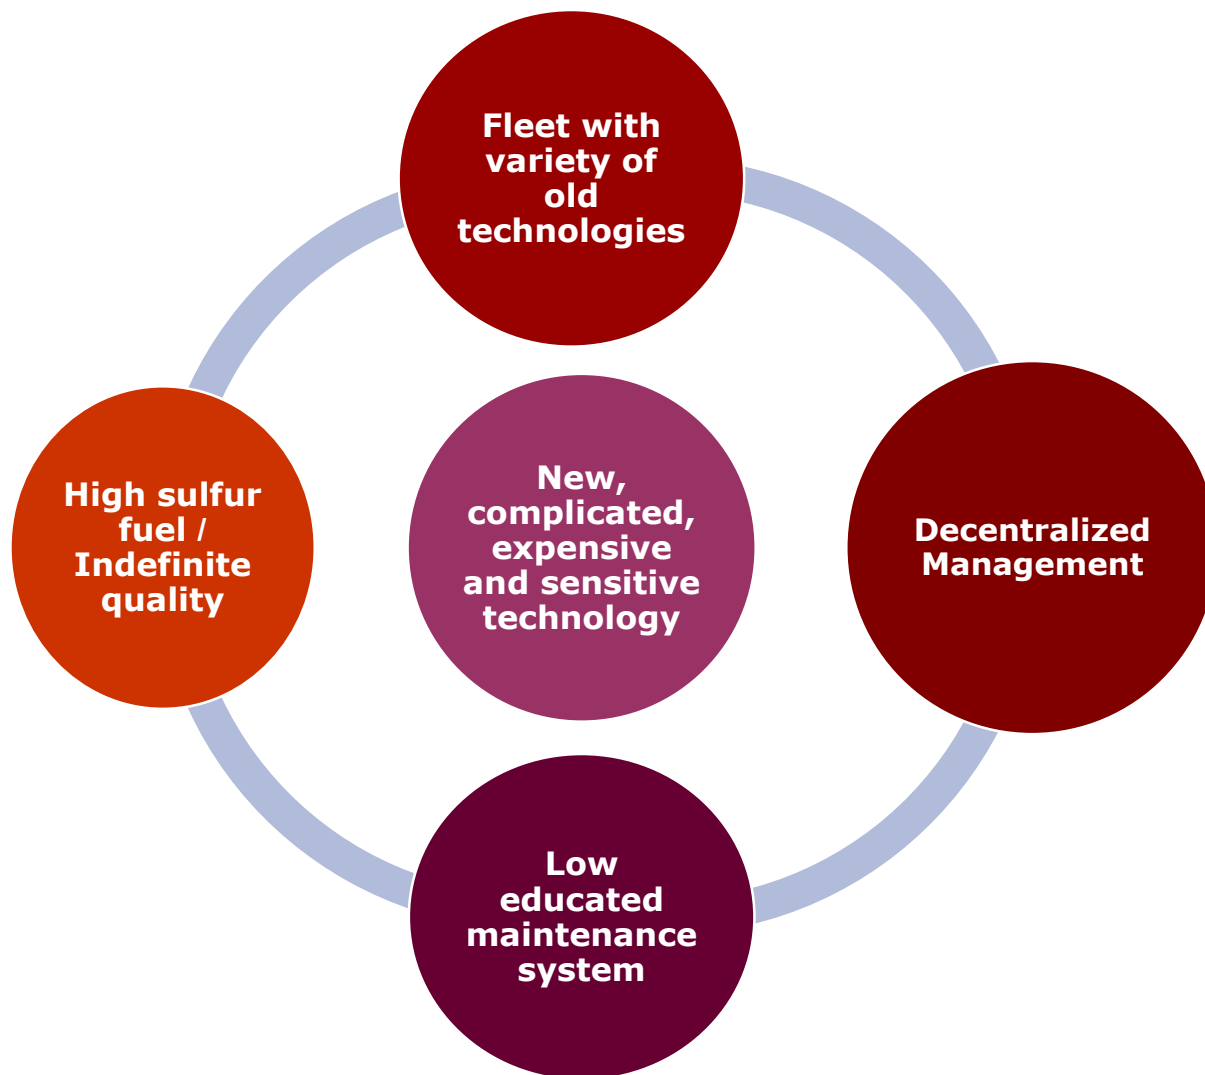 Fleet with
variety of
old
technologies
High sulfur
fuel /
Indefinite
quality
New,
complicated,
expensive
and sensitive
technology
Decentralized
Management
Low
educated
maintenance
system